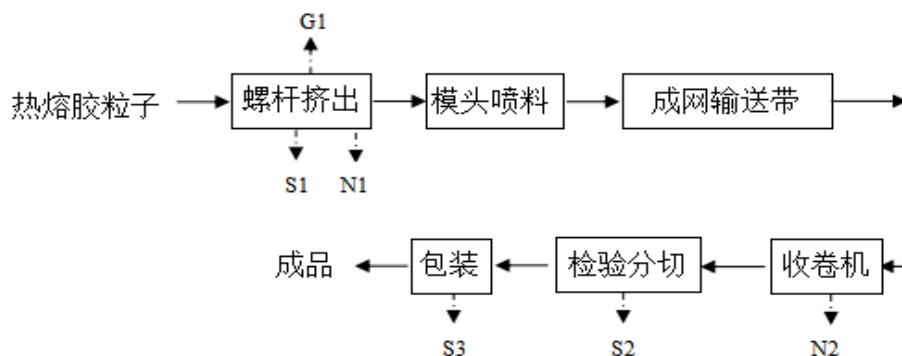 G1
热熔胶粒子
螺杆挤出
模头喷料
成网输送带
S1
N1
成品
包装
检验分切
收卷机
S3
S2
N2